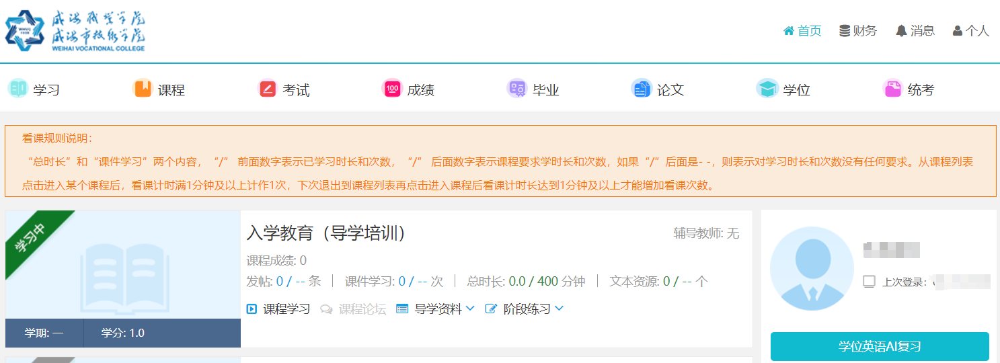 威海职业学院
威海市技术学院
WEIHAI VOCATIONAL COLLEGE
首页 财务 消息 个人
学习 课程 考试 100 成绩 毕业 论文 学位 统考
看课规则说明：
“总时长”和“课件学习”两个内容，“/” 前面数字表示已学习时长和次数，“/” 后面数字表示课程要求学时长和次数，如果“/”后面是- -，则表示对学习时长和次数没有任何要求。从课程列表
点击进入某个课程后，看课计时满1分钟及以上计作1次，下次退出到课程列表再点击进入课程后看课计时长达到1分钟及以上才能增加看课次数。
学习中
入学教育（导学培训） 辅导教师: 无
课程成绩: 0
发帖: 0 / -- 条 | 课件学习: 0 / -- 次 | 总时长: 0.0 / 400 分钟 | 文本资源: 0 / -- 个
课程学习 课程论坛 导学资料 阶段练习
学期: 一 学分: 1.0
上次登录：
学位英语AI复习